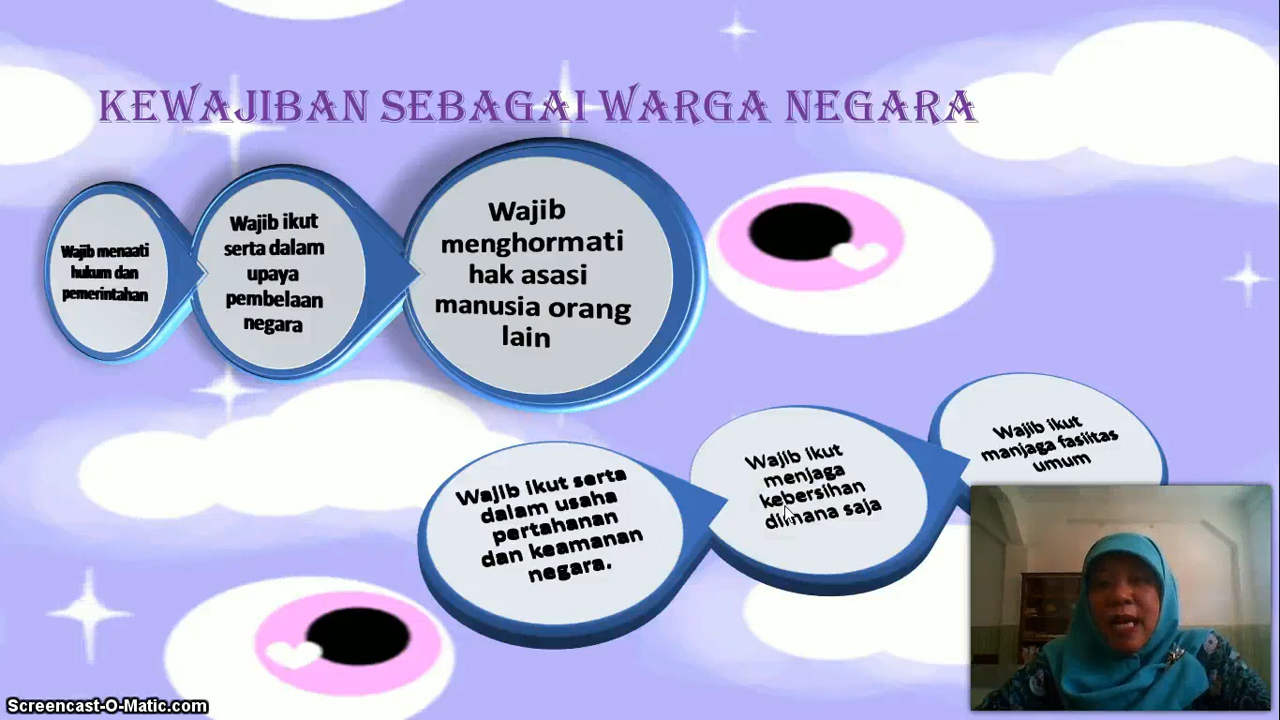 KEWAJIBAN SEBAGAI WARGA NEGARA
Wajib menaati
hukum dan
pemerintahan
Wajib ikut
serta dalam
upaya
pembelaan
negara
Wajib
menghormati
hak asasi
manusia orang
lain
Wajib ikut serta
dalam usaha
pertahanan
dan keamanan
negara.
Wajib ikut
menjaga
kebersihan
dimana saja
Wajib ikut
manjaga fasiitas
umum
Screencast-O-Matic.com